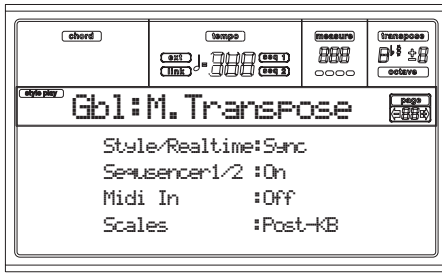 chord
tempo
measure
transpose
ext
link
seq 1
seq 2
octave
style play
Gbl:M.Transpose
page
Style/Realtime:Sync
Sequsencer1/2 :On
Midi In :Off
Scales :Post-KB